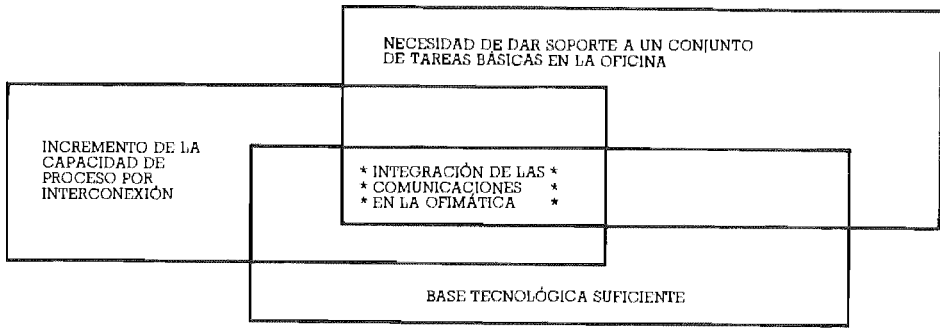 NECESIDAD DE DAR SOPORTE A UN CONJUNTO
DE TAREAS BÁSICAS EN LA OFICINA
INCREMENTO DE LA
CAPACIDAD DE
PROCESO POR
INTERCONEXIÓN
* INTEGRACIÓN DE LAS *
* COMUNICACIONES *
* EN LA OFIMÁTICA *
BASE TECNOLÓGICA SUFICIENTE